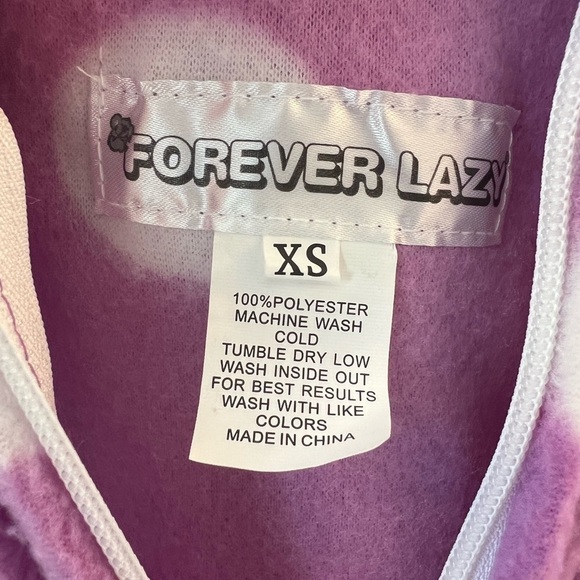 FOREVER LAZY
XS
100%POLYESTER
MACHINE WASH
COLD
TUMBLE DRY LOW
WASH INSIDE OUT
FOR BEST RESULTS
WASH WITH LIKE
COLORS
MADE IN CHINA